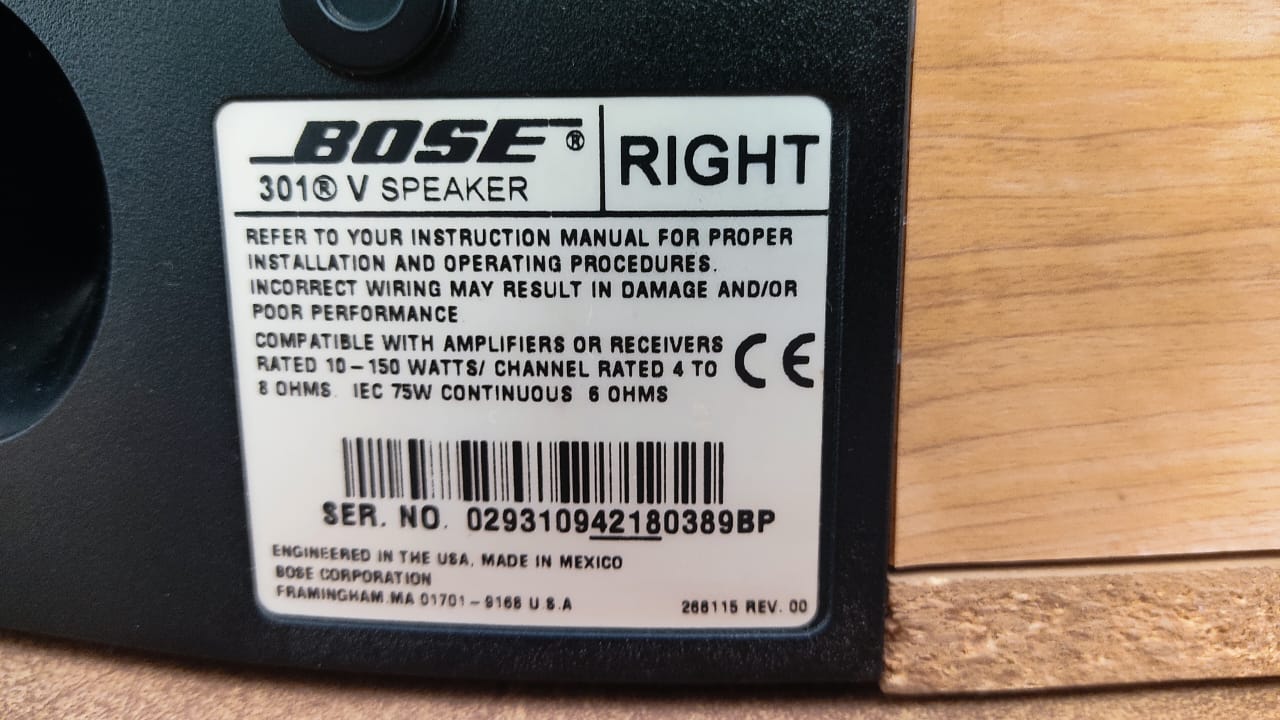 BOSE®
301® V SPEAKER
RIGHT
REFER TO YOUR INSTRUCTION MANUAL FOR PROPER
INSTALLATION AND OPERATING PROCEDURES.
INCORRECT WIRING MAY RESULT IN DAMAGE AND/OR
POOR PERFORMANCE
COMPATIBLE WITH AMPLIFIERS OR RECEIVERS
RATED 10-150 WATTS/ CHANNEL RATED 4 TO
8 OHMS. IEC 75W CONTINUOUS 6 OHMS
CE
SER. NO. 029310942180389BP
ENGINEERED IN THE USA, MADE IN MEXICO
BOSE CORPORATION
FRAMINGHAM.MA 01701-9168 U.S.A
266115 REV. 00